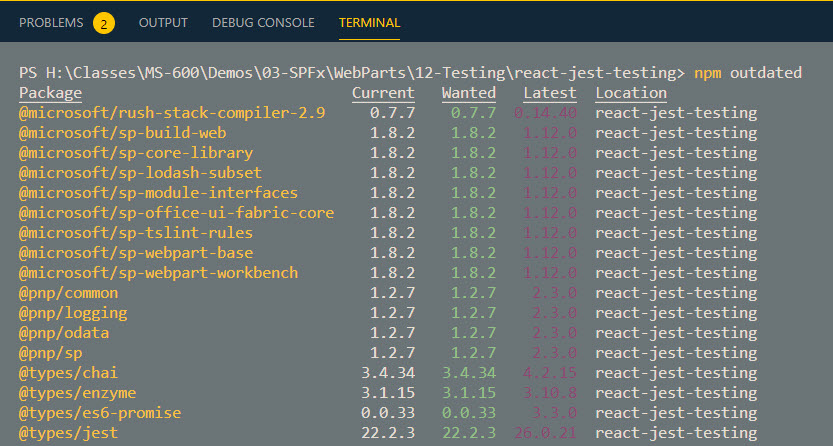 PROBLEMS 2 OUTPUT DEBUG CONSOLE TERMINAL
PS H:\Classes\MS-600\Demos\03-SPFx\WebParts\12-Testing\react-jest-testing> npm outdated
Package Current Wanted Latest Location
@microsoft/rush-stack-compiler-2.9 0.7.7 0.7.7 0.14.40 react-jest-testing
@microsoft/sp-build-web 1.8.2 1.8.2 1.12.0 react-jest-testing
@microsoft/sp-core-library 1.8.2 1.8.2 1.12.0 react-jest-testing
@microsoft/sp-lodash-subset 1.8.2 1.8.2 1.12.0 react-jest-testing
@microsoft/sp-module-interfaces 1.8.2 1.8.2 1.12.0 react-jest-testing
@microsoft/sp-office-ui-fabric-core 1.8.2 1.8.2 1.12.0 react-jest-testing
@microsoft/sp-tslint-rules 1.8.2 1.8.2 1.12.0 react-jest-testing
@microsoft/sp-webpart-base 1.8.2 1.8.2 1.12.0 react-jest-testing
@microsoft/sp-webpart-workbench 1.8.2 1.8.2 1.12.0 react-jest-testing
@pnp/common 1.2.7 1.2.7 2.3.0 react-jest-testing
@pnp/logging 1.2.7 1.2.7 2.3.0 react-jest-testing
@pnp/odata 1.2.7 1.2.7 2.3.0 react-jest-testing
@pnp/sp 1.2.7 1.2.7 2.3.0 react-jest-testing
@types/chai 3.4.34 3.4.34 4.2.15 react-jest-testing
@types/enzyme 3.1.15 3.1.15 3.10.8 react-jest-testing
@types/es6-promise 0.0.33 0.0.33 3.3.0 react-jest-testing
@types/jest 22.2.3 22.2.3 26.0.21 react-jest-testing